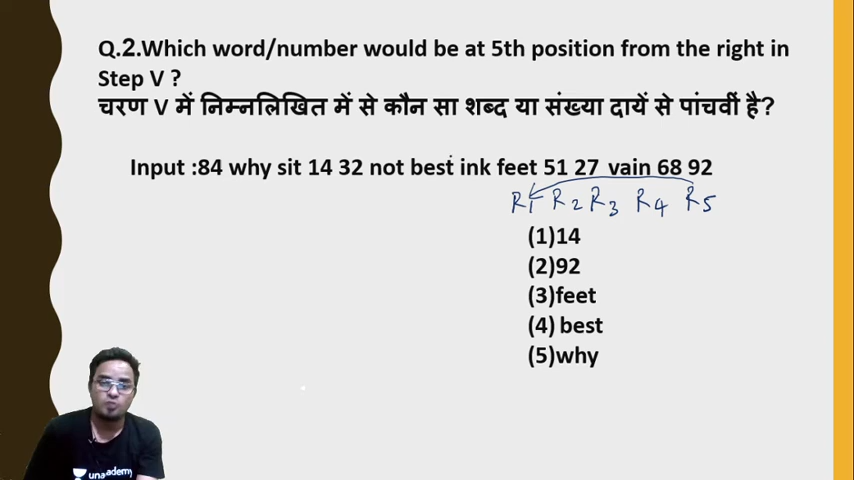 Q.2.Which word/number would be at 5th position from the right in
Step V ?
चरण V में निम्नलिखित में से कौन सा शब्द या संख्या दायें से पांचवीं है?
Input :84 why sit 14 32 not best ink feet 51 27 vain 68 92
R1 R2 R3 R4 R5
(1)14
(2)92
(3)feet
(4) best
(5)why
unacademy